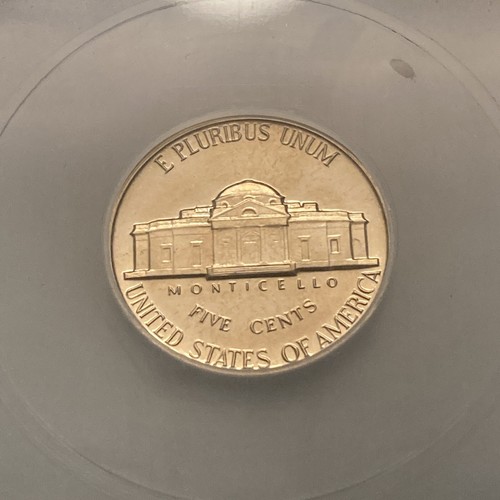 E PLURIBUS UNUM
MONTICELLO
FIVE CENTS
UNITED STATES OF AMERICA